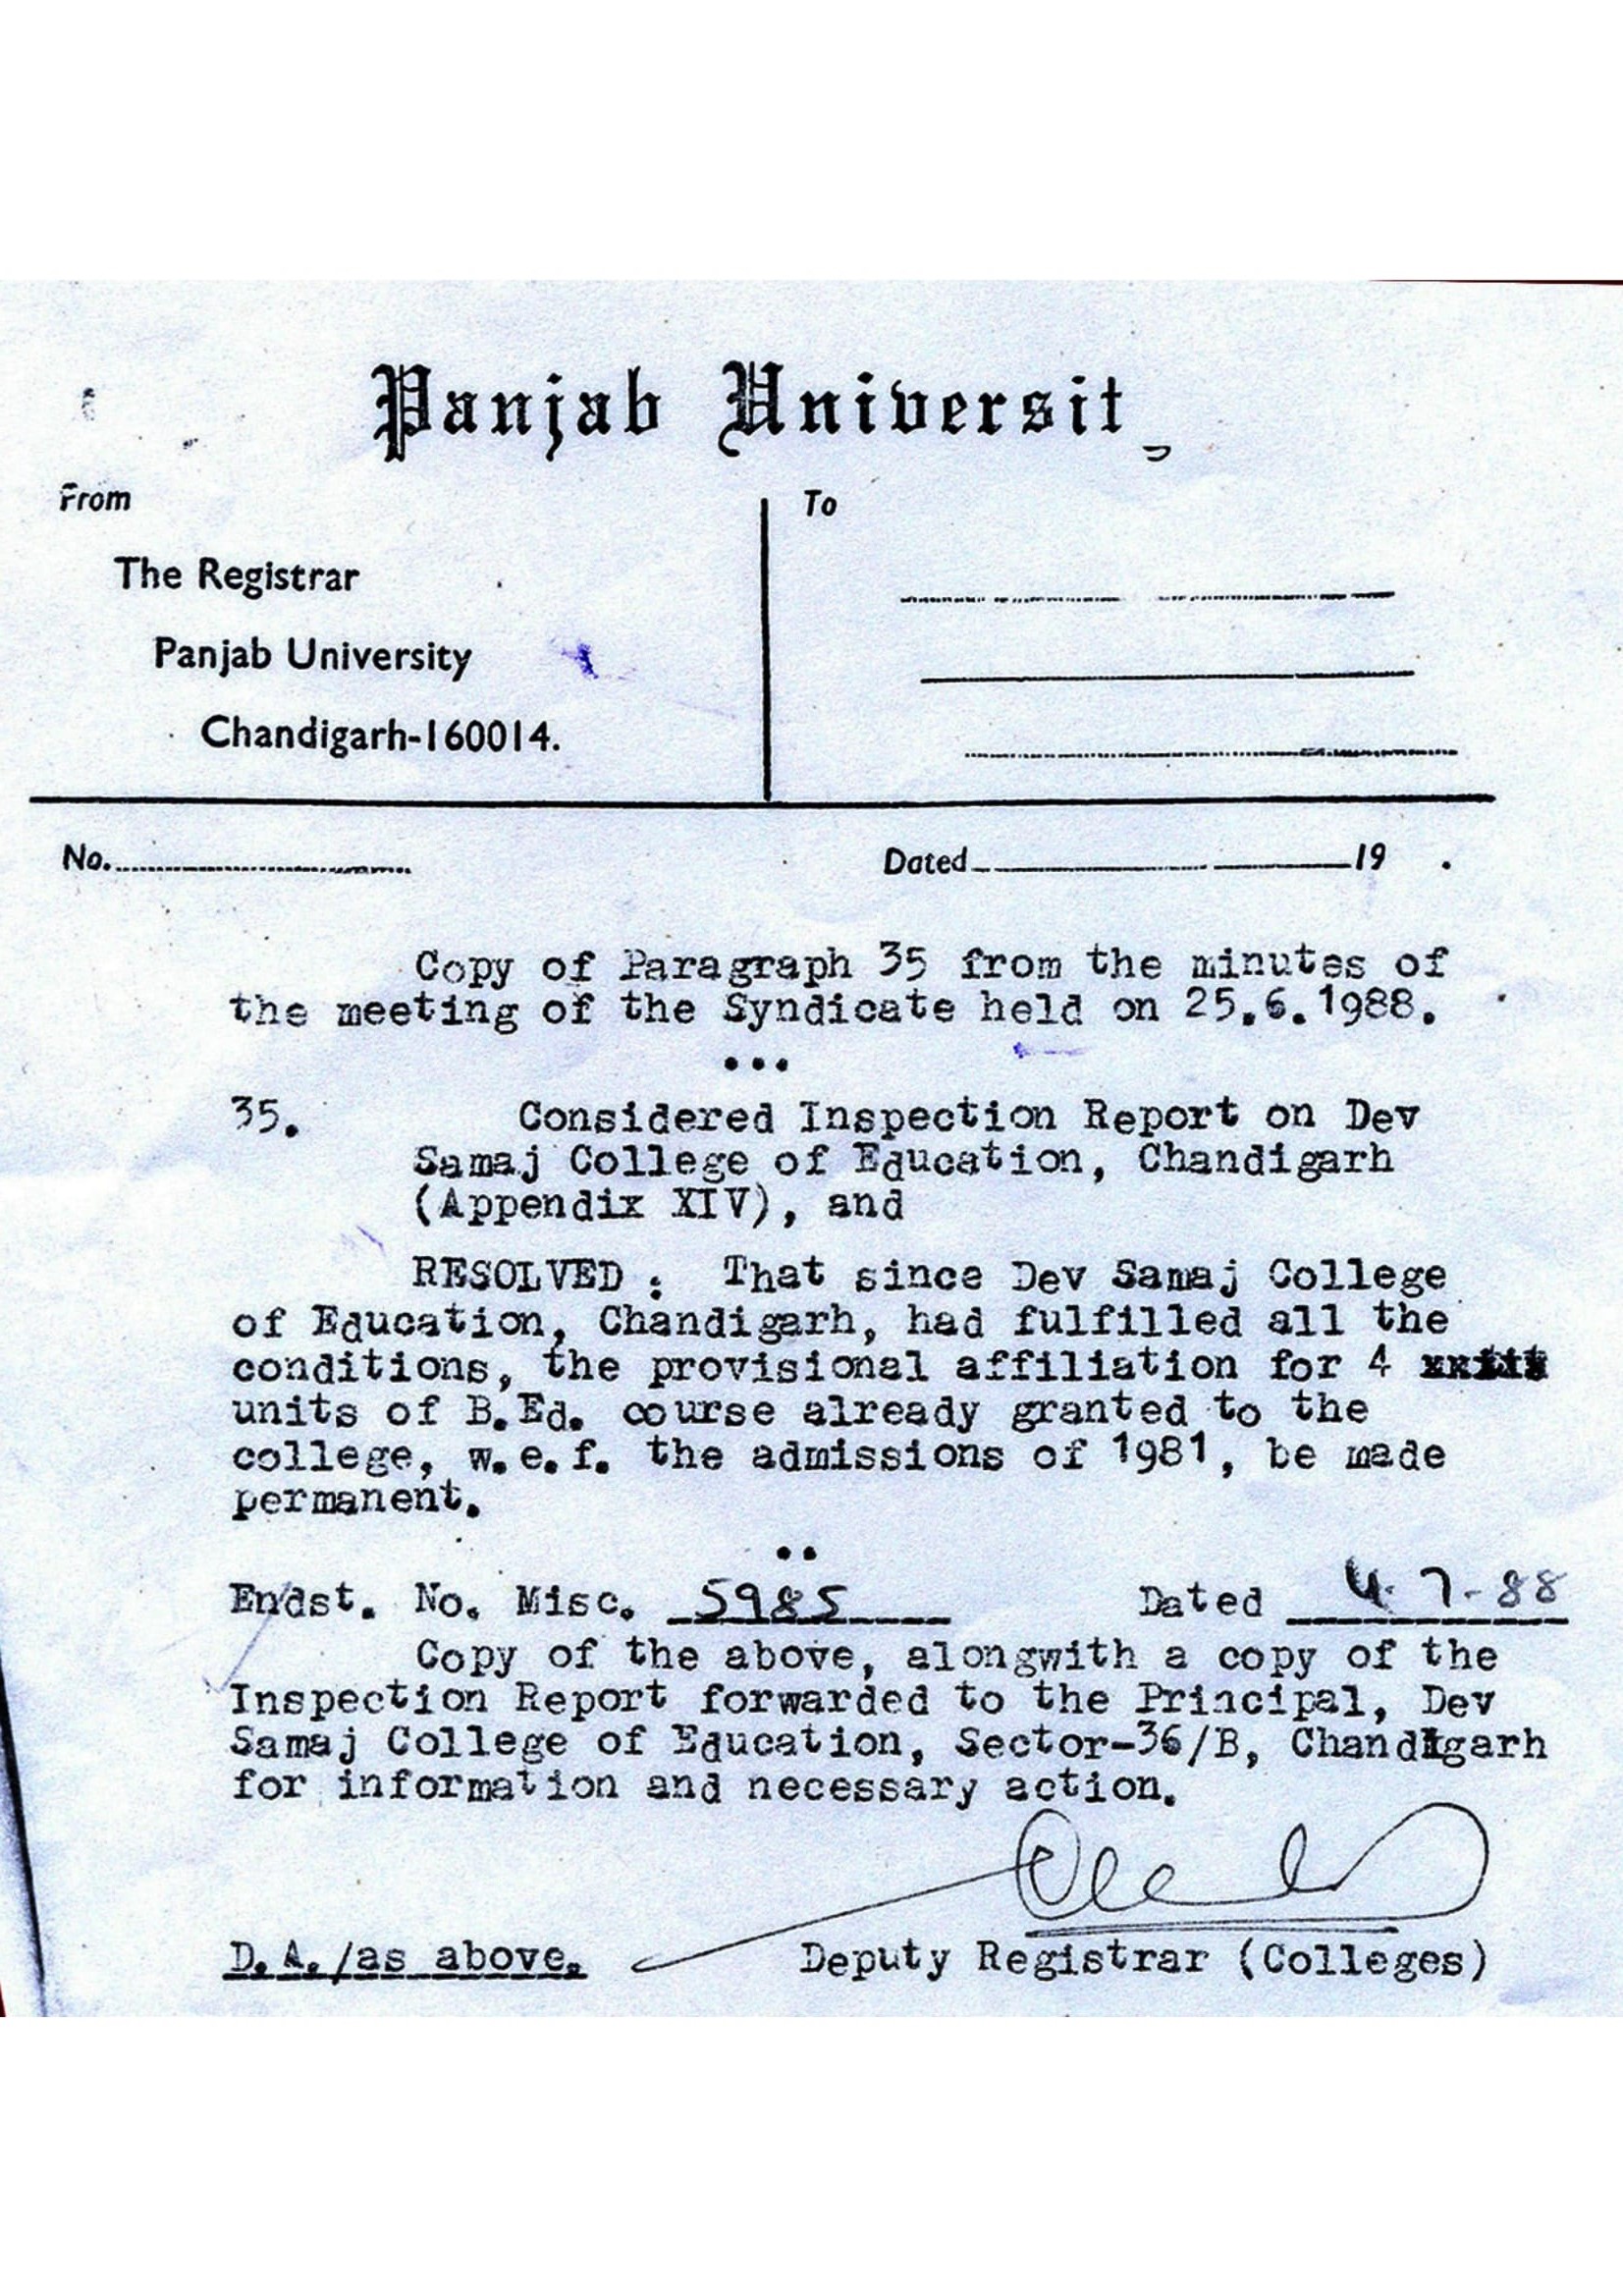 Panjab Universit
From
The Registrar
Panjab University
Chandigarh-160014.
To
No.
Dated 19 .
Copy of Paragraph 35 from the minutes of
the meeting of the Syndicate held on 25.6.1988.
...
35. Considered Inspection Report on Dev
Samaj College of Education, Chandigarh
(Appendix XIV), and
RESOLVED : That since Dev Samaj College
of Education, Chandigarh, had fulfilled all the
conditions, the provisional affiliation for 4
units of B.Ed. course already granted to the
college, w.e.f. the admissions of 1981, be made
permanent.
..
Endst. No. Misc. 5985 Dated 4-7-88
Copy of the above, alongwith a copy of the
Inspection Report forwarded to the Principal, Dev
Samaj College of Education, Sector-36/B, Chandigarh
for information and necessary action.
D.A./as above. Deputy Registrar (Colleges)